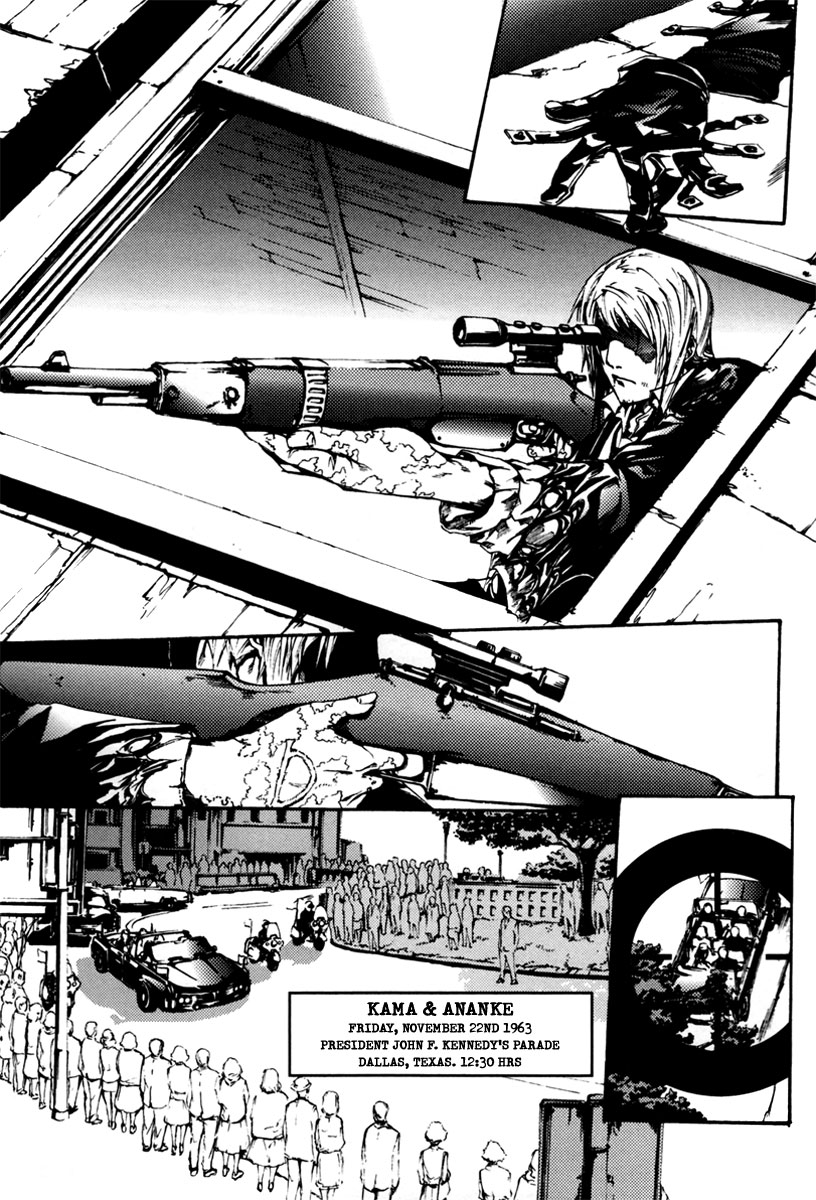 KAMA & ANANKE
FRIDAY, NOVEMBER 22ND 1963
PRESIDENT JOHN F. KENNEDY'S PARADE
DALLAS, TEXAS. 12:30 HRS